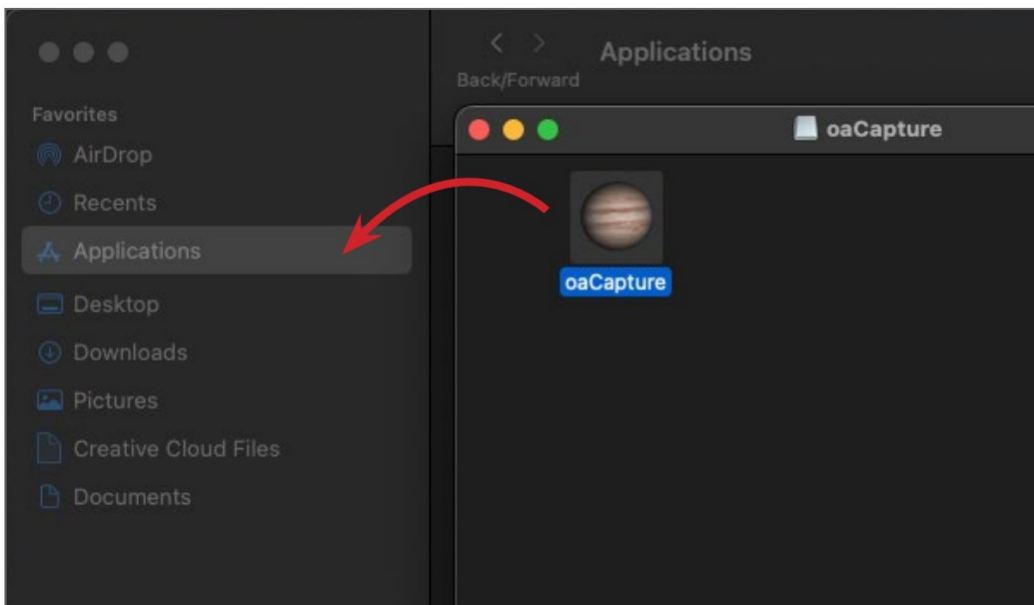 Favorites
AirDrop
Recents
Applications
Desktop
Downloads
Pictures
Creative Cloud Files
Documents
Back/Forward
Applications
oaCapture
oaCapture